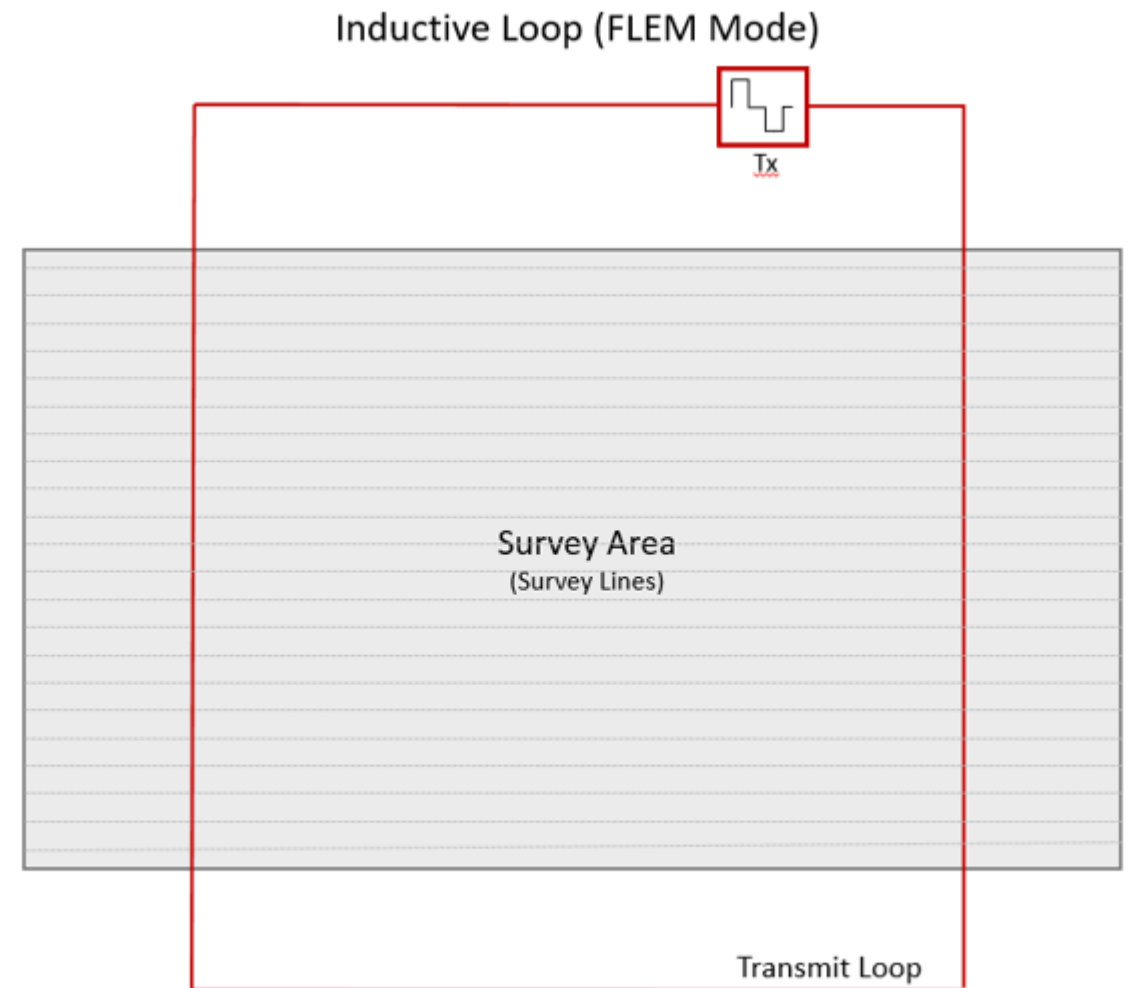 Inductive Loop (FLEM Mode)
Tx
Survey Area
(Survey Lines)
Transmit Loop